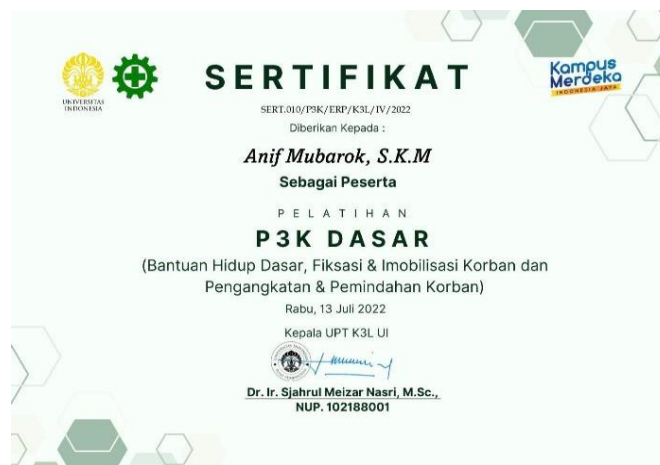 UNIVERSITAS
INDONESIA
Kampus
Merdeka
INDONESIA JAYA
SERTIFIKAT
SERT.010/P3K/ERP/K3L/IV/2022
Diberikan Kepada :
Anif Mubarok, S.K.M
Sebagai Peserta
PELATIHAN
P3K DASAR
(Bantuan Hidup Dasar, Fiksasi & Imobilisasi Korban dan
Pengangkatan & Pemindahan Korban)
Rabu, 13 Juli 2022
Kepala UPT K3L UI
Dr. Ir. Sjahrul Meizar Nasri, M.Sc.,
NUP. 102188001